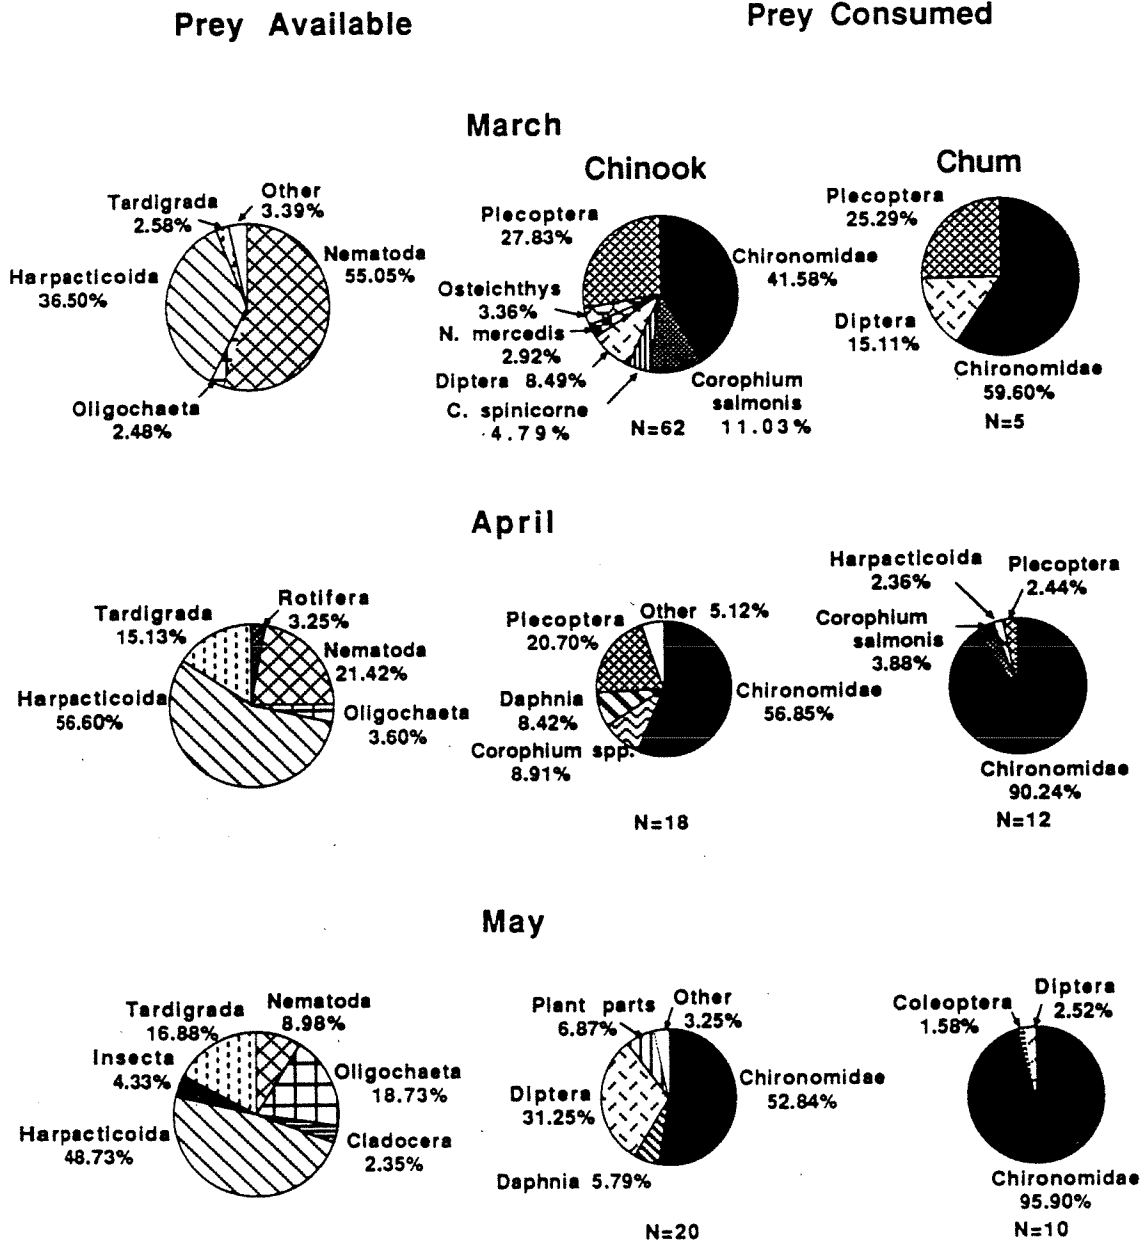 Prey Available
Prey Consumed
March
Chinook
Chum
Tardigrada
2.58%
Other
3.39%
Nematoda
55.05%
Harpacticoida
36.50%
Oligochaeta
2.48%
Plecoptera
27.83%
Chironomidae
41.58%
Osteichthys
3.36%
N. mercedis
2.92%
Diptera 8.49%
C. spinicorne
4.79%
N=62
Corophium
salmonis
11.03%
Plecoptera
25.29%
Diptera
15.11%
Chironomidae
59.60%
N=5
April
Tardigrada
15.13%
Rotifera
3.25%
Nematoda
21.42%
Harpacticoida
56.60%
Oligochaeta
3.60%
Plecoptera
20.70%
Other 5.12%
Chironomidae
56.85%
Daphnia
8.42%
Corophium spp.
8.91%
N=18
Harpacticoida
2.36%
Plecoptera
2.44%
Corophium
salmonis
3.88%
Chironomidae
90.24%
N=12
May
Tardigrada
16.88%
Nematoda
8.98%
Insecta
4.33%
Oligochaeta
18.73%
Harpacticoida
48.73%
Cladocera
2.35%
Plant parts
6.87%
Other
3.25%
Chironomidae
52.84%
Diptera
31.25%
Daphnia 5.79%
N=20
Coleoptera
1.58%
Diptera
2.52%
Chironomidae
95.90%
N=10